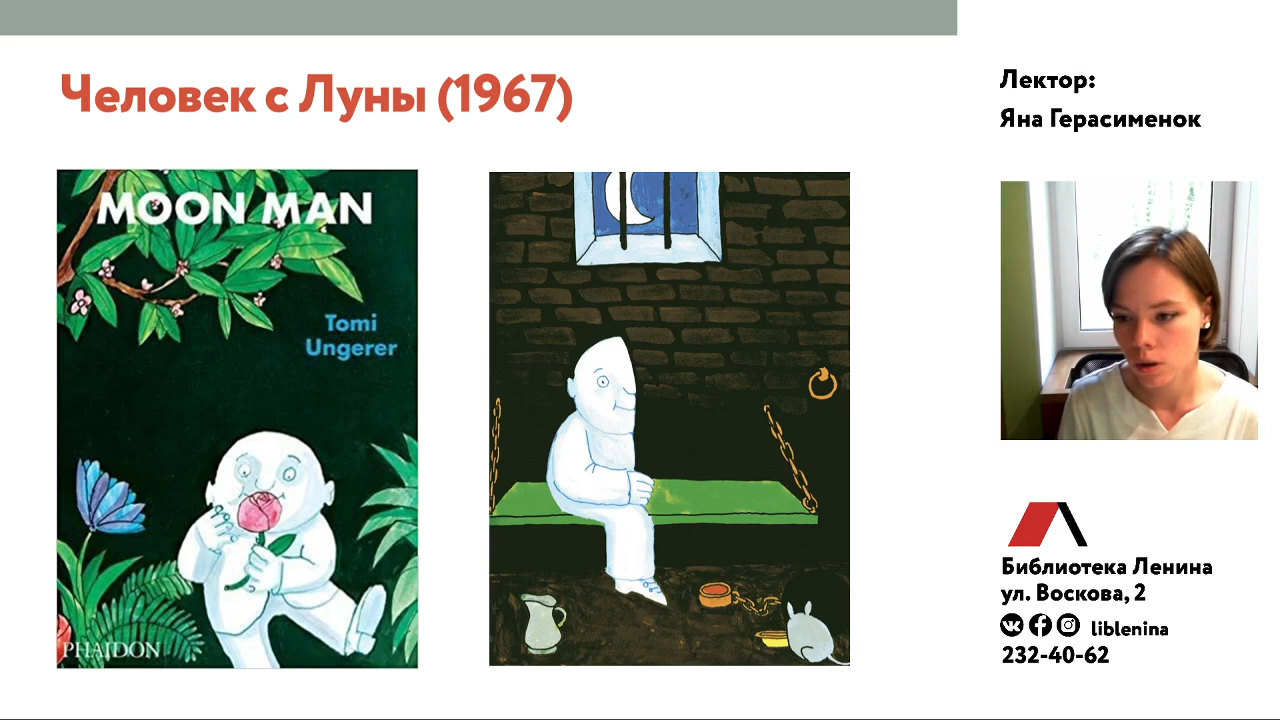 Человек с Луны (1967)
MOON MAN
Tomi
Ungerer
PHAIDON
Лектор:
Яна Герасименок
Библиотека Ленина
ул. Воскова, 2
liblenina
232-40-62